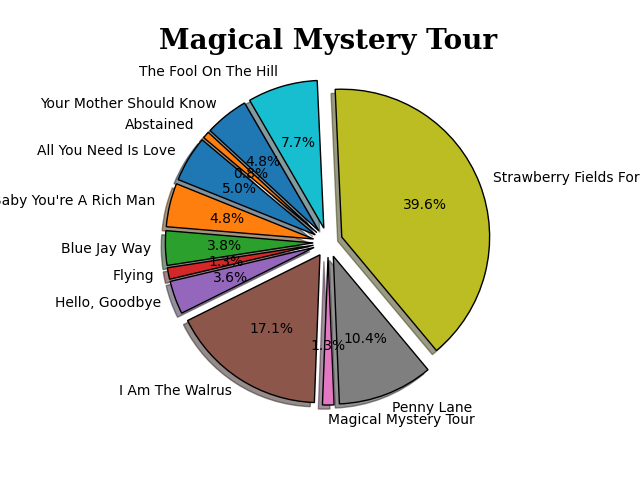 Magical Mystery Tour
The Fool On The Hill
Your Mother Should Know
Abstained
All You Need Is Love
Baby You're A Rich Man
Blue Jay Way
Flying
Hello, Goodbye
I Am The Walrus
Magical Mystery Tour
Penny Lane
Strawberry Fields For
7.7%
4.8%
0.8%
5.0%
4.8%
3.8%
1.3%
3.6%
17.1%
1.3%
10.4%
39.6%